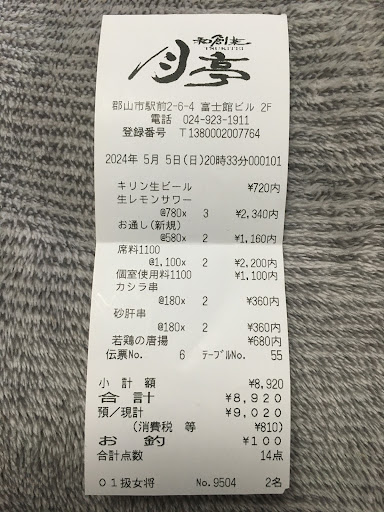 和創来
TSUKITEI
月亭
郡山市駅前2-6-4 富士館ビル 2F
電話 024-923-1911
登録番号 T1380002007764
2024年 5月 5日(日)20時33分000101
キリン生ビール ¥720内
生レモンサワー
@780x 3 ¥2,340内
お通し(新規)
@580x 2 ¥1,160内
席料1100
@1,100x 2 ¥2,200内
個室使用料1100 ¥1,100内
カシラ串
@180x 2 ¥360内
砂肝串
@180x 2 ¥360内
若鶏の唐揚 ¥680内
伝票No. 6 テーブルNo. 55
小計額 ¥8,920
合計 ¥8,920
預/現計 ¥9,020
(消費税 等 ¥810)
お釣 ¥100
合計点数 14点
01扱女将 No.9504 2名